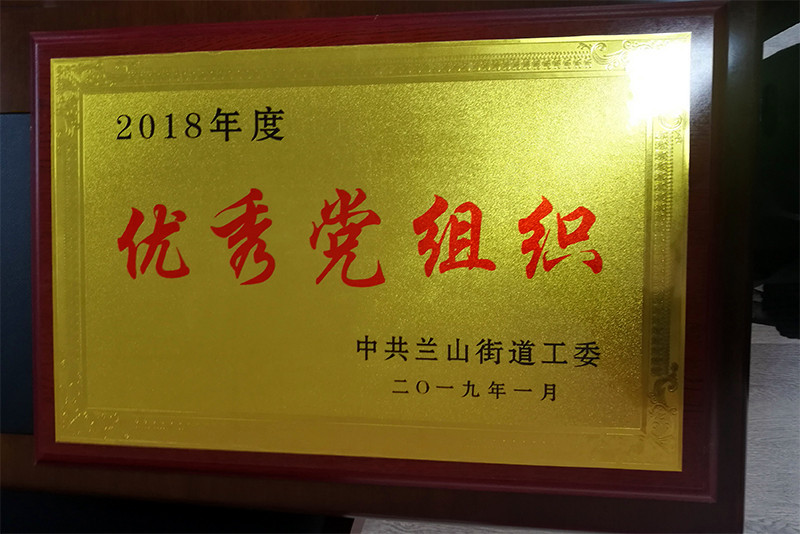 2018年度
优秀党组织
中共兰山街道工委
二〇一九年一月